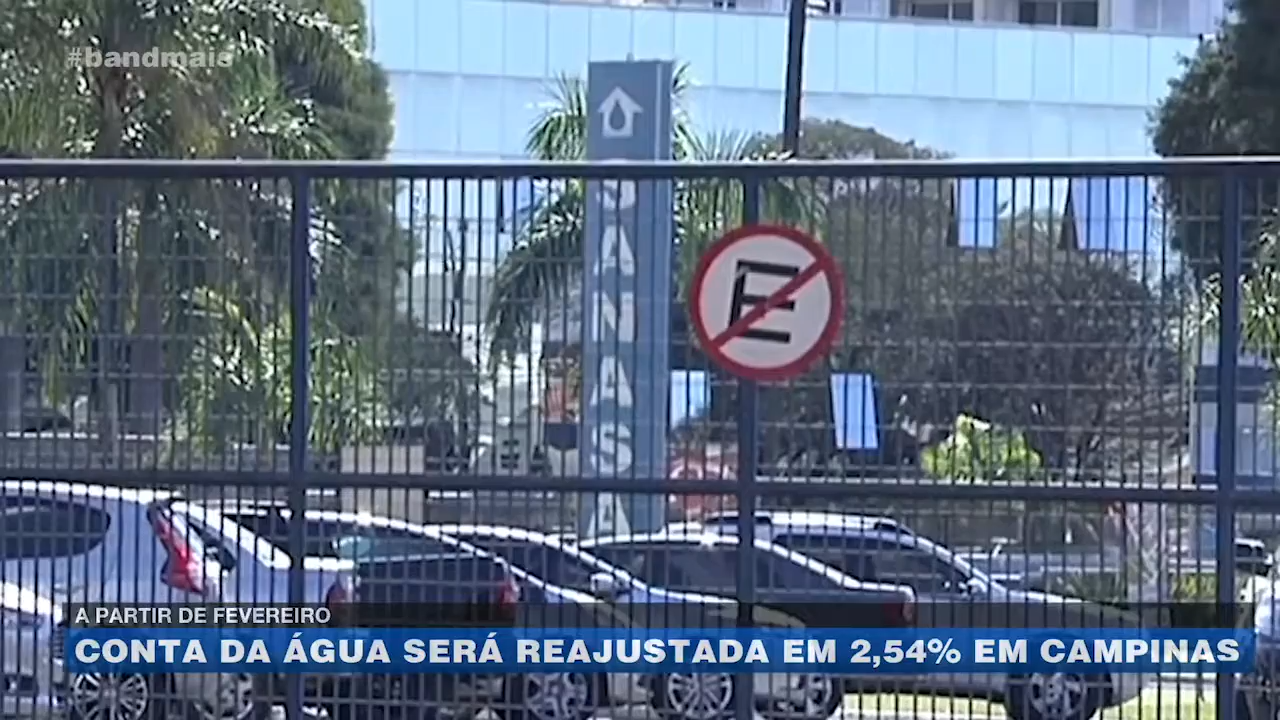 #bandmais
SANASA
E
A PARTIR DE FEVEREIRO
CONTA DA ÁGUA SERÁ REAJUSTADA EM 2,54% EM CAMPINAS